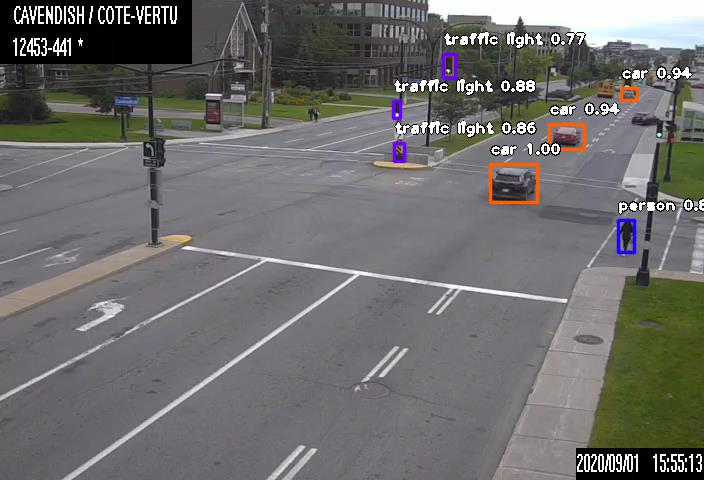 CAVENDISH / COTE-VERTU
12453-441 *
traffic light 0.77
car 0.94
traffic light 0.88
car 0.94
traffic light 0.86
car 1.00
person 0.8
2020/09/01 15:55:13